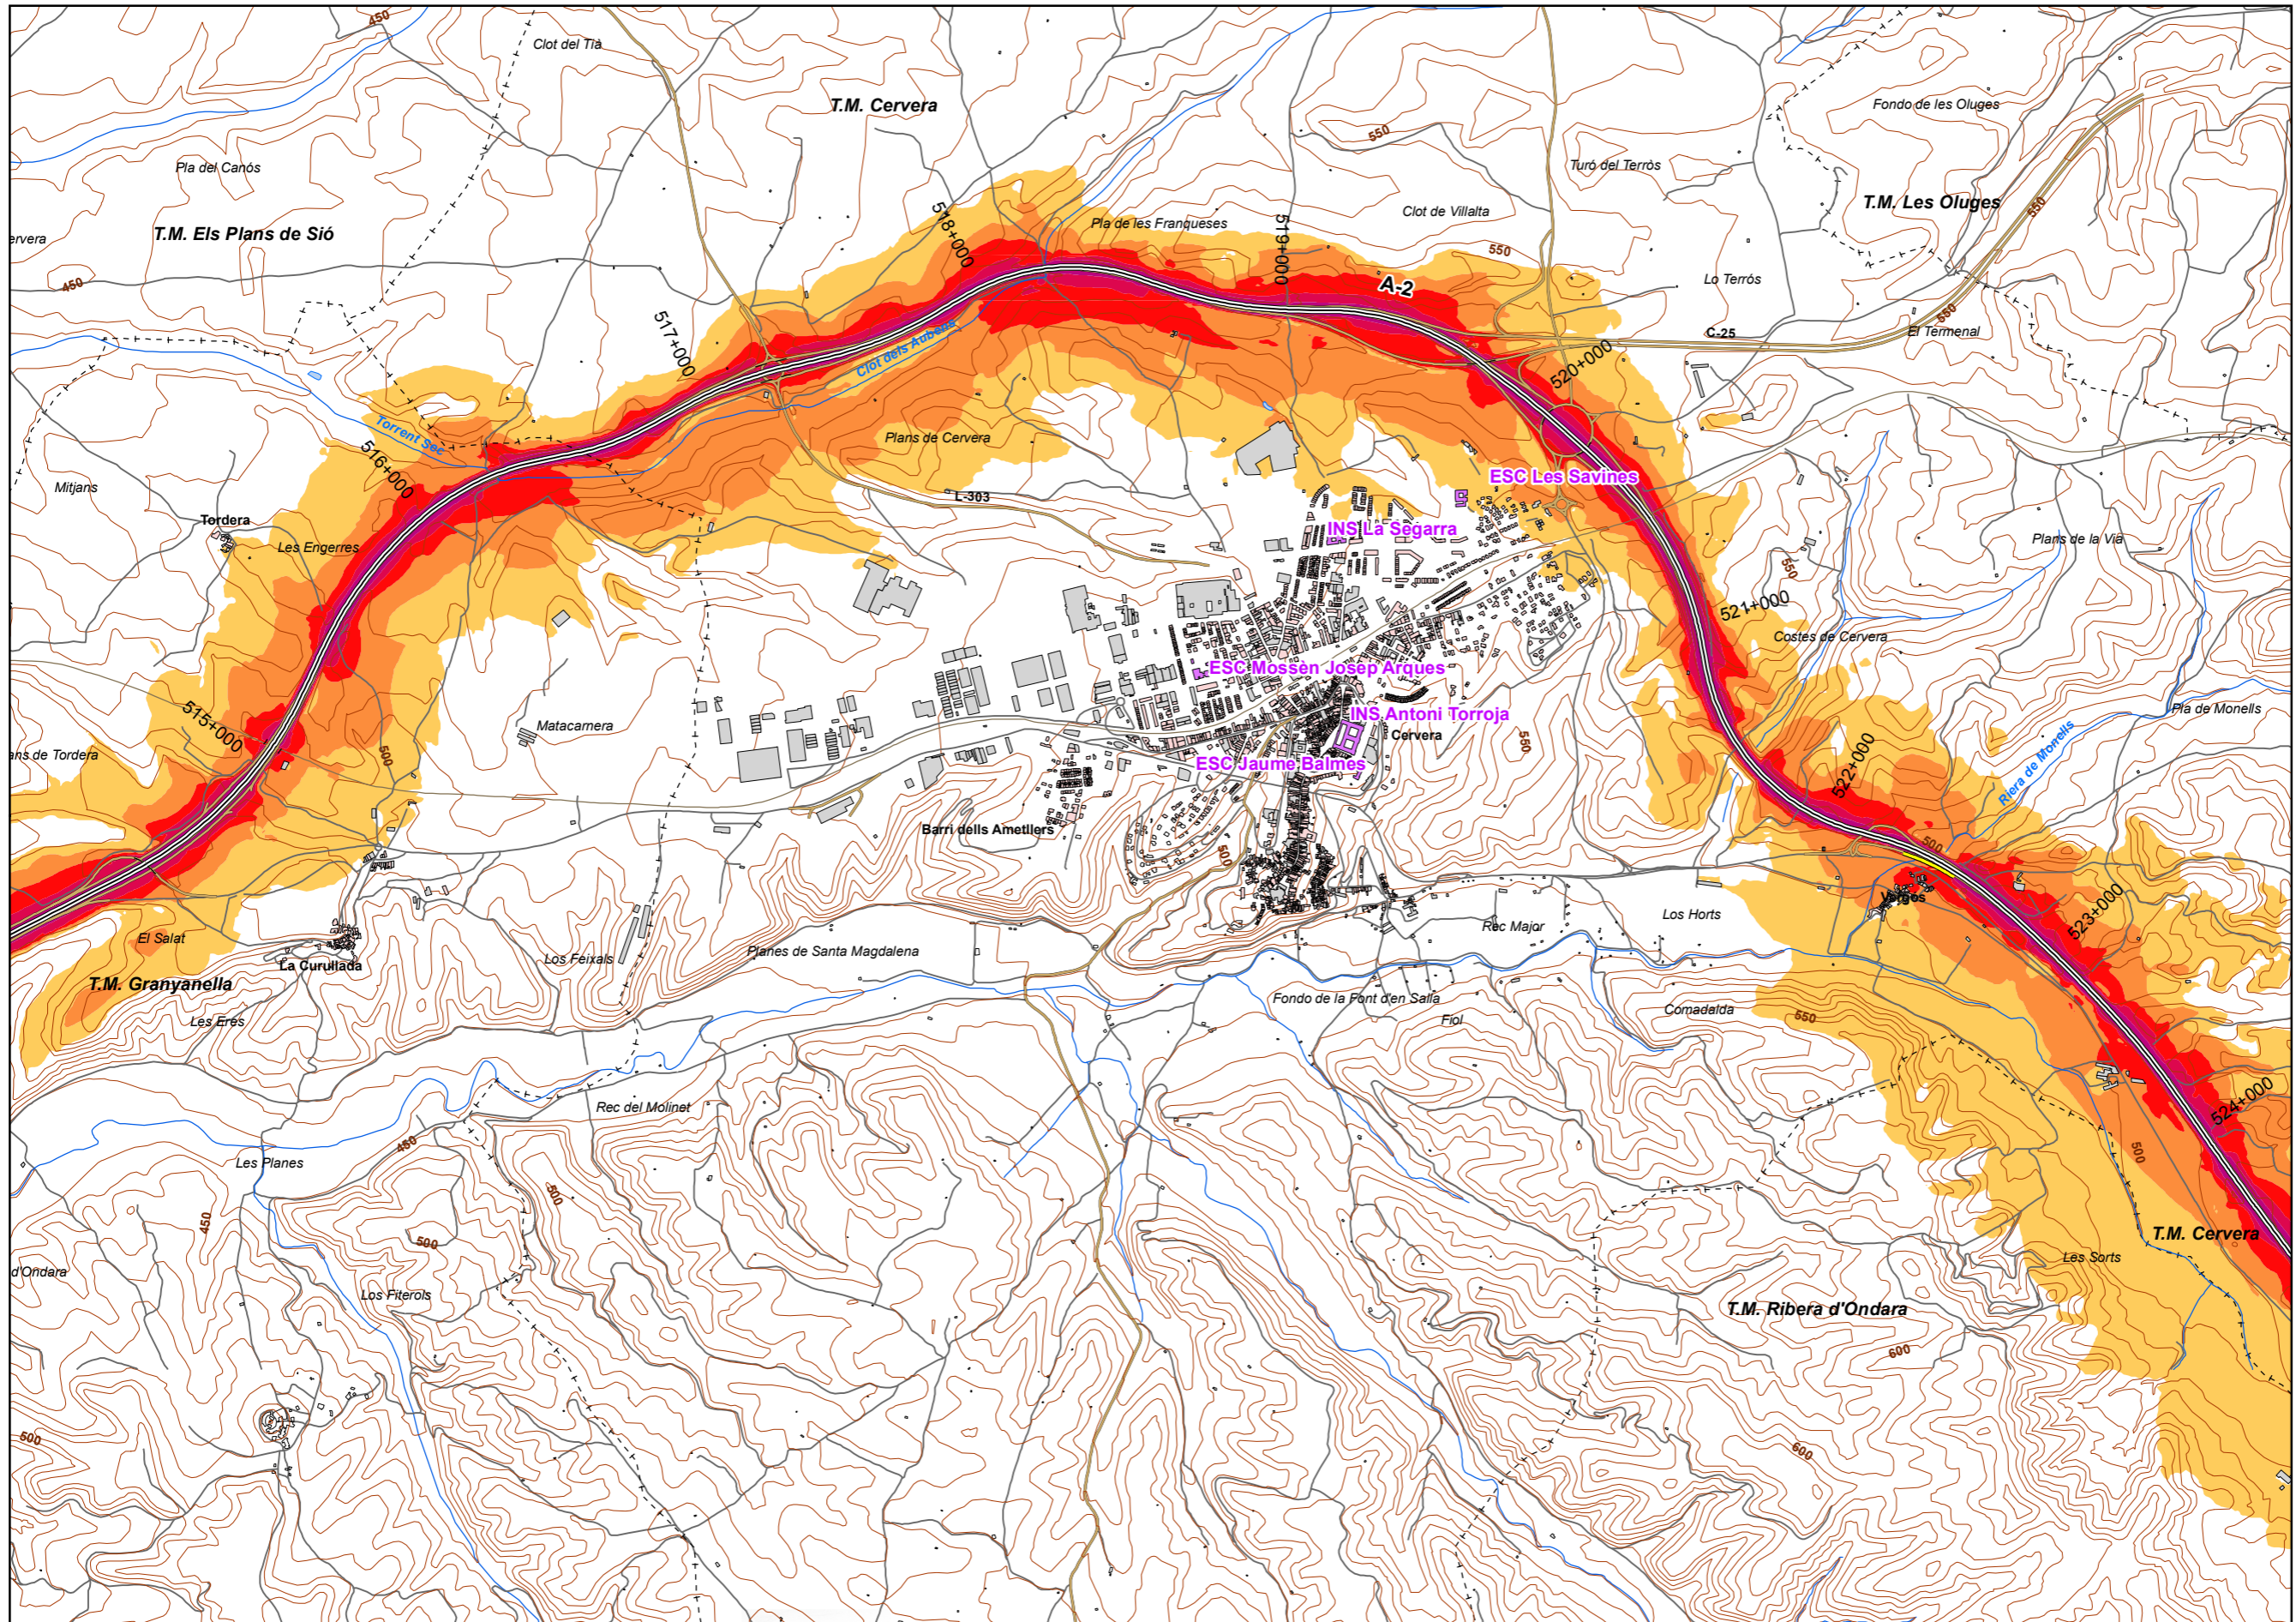 450
Clot del Tià
T.M. Cervera
550
Fondo de les Oluges
Pla del Canós
Turó del Terròs
T.M. Les Oluges
550
518+000
Clot de Villalta
Pla de les Franqueses
T.M. Els Plans de Sió
ervera
519+000
550
450
A-2
Lo Terròs
550
517+000
C-25
El Termenal
Clot dels Aubens
520+000
Torrent Sec
Plans de Cervera
516+000
ESC Les Savines
Mitjans
L-303
Tordera
INS La Segarra
Les Engerres
Plans de la Via
550
521+000
Costes de Cervera
ESC Mossèn Josep Arques
515+000
Matacarnera
INS Antoni Torroja
Cervera
550
Pla de Monells
500
ans de Tordera
ESC Jaume Balmes
522+000
Riera de Monells
Barri dells Ametllers
500
500
Vergós
523+000
El Salat
Los Horts
Rec Major
La Curullada
Los Feixals
Planes de Santa Magdalena
T.M. Granyanella
Fondo de la Font d'en Salla
Comadalda
550
Les Eres
Fiol
Rec del Molinet
524+000
450
500
Les Planes
500
450
500
T.M. Cervera
Les Sorts
d'Ondara
Los Fiterols
T.M. Ribera d'Ondara
600
500
600